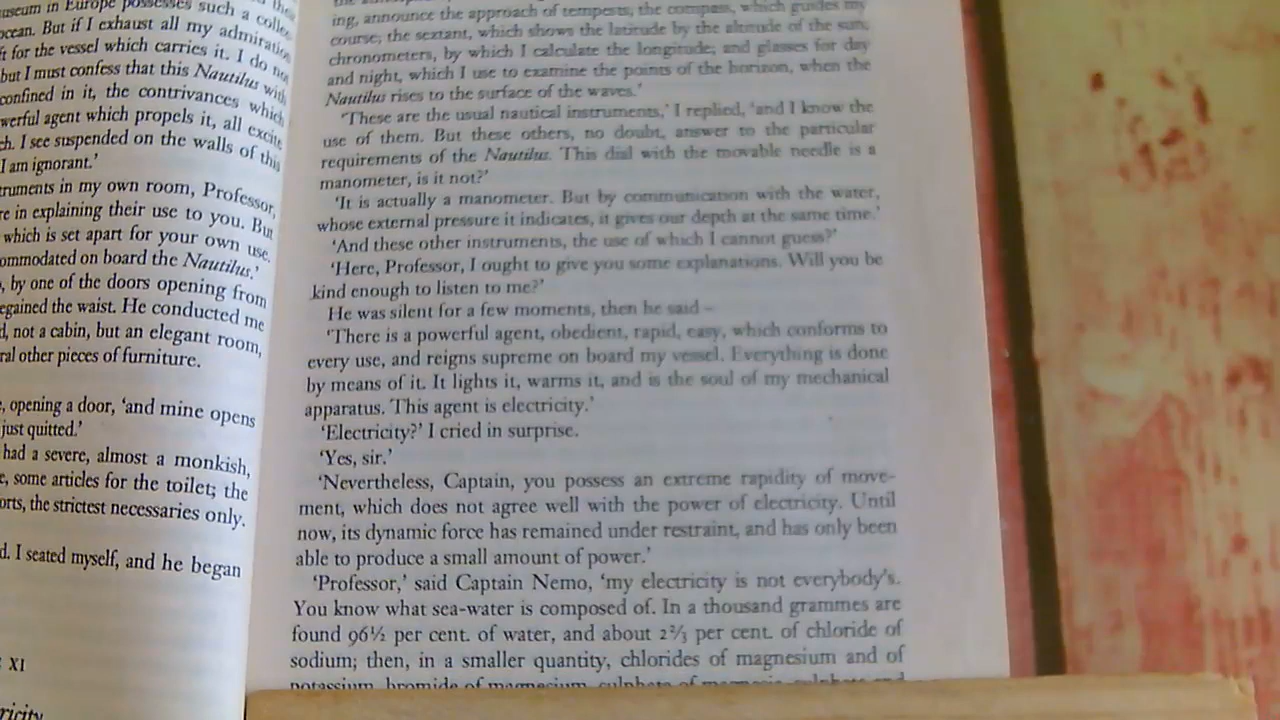 useum in Europe possesses such a colle
ocean. But if I exhaust all my admiration
ft for the vessel which carries it. I do not
but I must confess that this Nautilus with
confined in it, the contrivances which
werful agent which propels it, all excite
ch. I see suspended on the walls of this
I am ignorant.'
truments in my own room, Professor,
re in explaining their use to you. But
which is set apart for your own use.
ommodated on board the Nautilus.'
, by one of the doors opening from
egained the waist. He conducted me
d, not a cabin, but an elegant room,
ral other pieces of furniture.
, opening a door, 'and mine opens
just quitted.'
had a severe, almost a monkish,
e, some articles for the toilet; the
orts, the strictest necessaries only.
d. I seated myself, and he began
XI
ricity
ing, announce the approach of tempests; the compass, which guides my
course; the sextant, which shows the latitude by the altitude of the sun;
chronometers, by which I calculate the longitude; and glasses for day
and night, which I use to examine the points of the horizon, when the
Nautilus rises to the surface of the waves.'
'These are the usual nautical instruments,' I replied, 'and I know the
use of them. But these others, no doubt, answer to the particular
requirements of the Nautilus. This dial with the movable needle is a
manometer, is it not?'
'It is actually a manometer. But by communication with the water,
whose external pressure it indicates, it gives our depth at the same time.'
'And these other instruments, the use of which I cannot guess?'
'Here, Professor, I ought to give you some explanations. Will you be
kind enough to listen to me?'
He was silent for a few moments, then he said –
'There is a powerful agent, obedient, rapid, easy, which conforms to
every use, and reigns supreme on board my vessel. Everything is done
by means of it. It lights it, warms it, and is the soul of my mechanical
apparatus. This agent is electricity.'
'Electricity?' I cried in surprise.
'Yes, sir.'
'Nevertheless, Captain, you possess an extreme rapidity of move-
ment, which does not agree well with the power of electricity. Until
now, its dynamic force has remained under restraint, and has only been
able to produce a small amount of power.'
'Professor,' said Captain Nemo, 'my electricity is not everybody's.
You know what sea-water is composed of. In a thousand grammes are
found 96½ per cent. of water, and about 2⅔ per cent. of chloride of
sodium; then, in a smaller quantity, chlorides of magnesium and of
potassium, bromide of magnesium, sulphate of magnesia, sulphate and